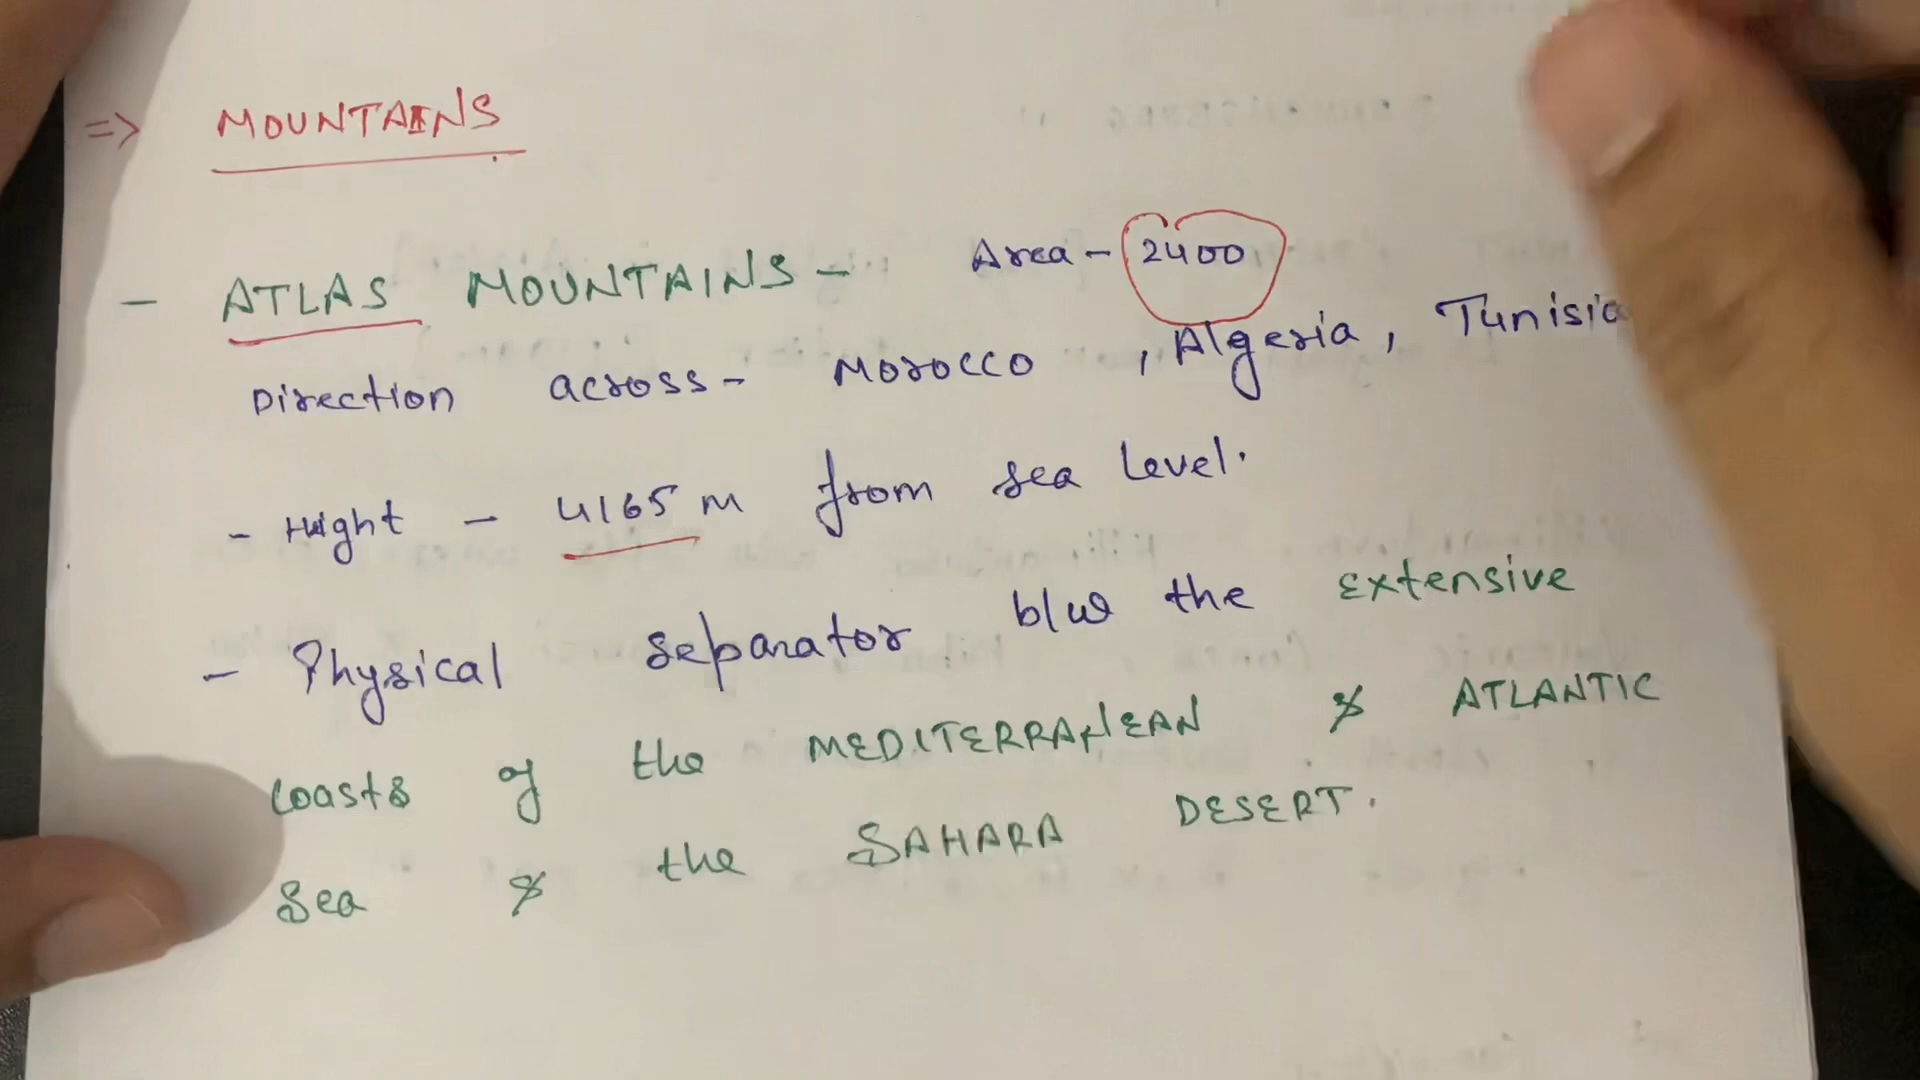 => MOUNTAINS
- ATLAS MOUNTAINS - Area - 2400
Direction across - Morocco , Algeria , Tunisia
- Hight - 4165 m from sea level.
- Physical separator b/w the extensive
coasts of the MEDITERRANEAN & ATLANTIC
Sea & the SAHARA DESERT.